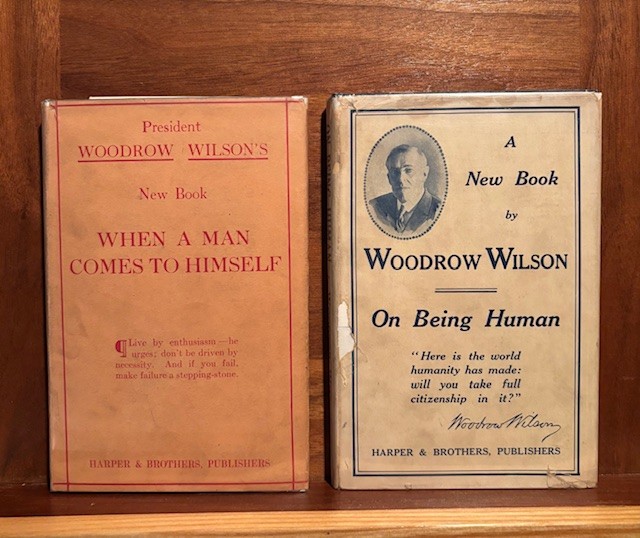 President
WOODROW WILSON'S
New Book
WHEN A MAN
COMES TO HIMSELF
¶Live by enthusiasm—he
urges; don't be driven by
necessity. And if you fail,
make failure a stepping-stone.
HARPER & BROTHERS, PUBLISHERS
A
New Book
by
WOODROW WILSON
On Being Human
"Here is the world
humanity has made:
will you take full
citizenship in it?"
Woodrow Wilson
HARPER & BROTHERS, PUBLISHERS